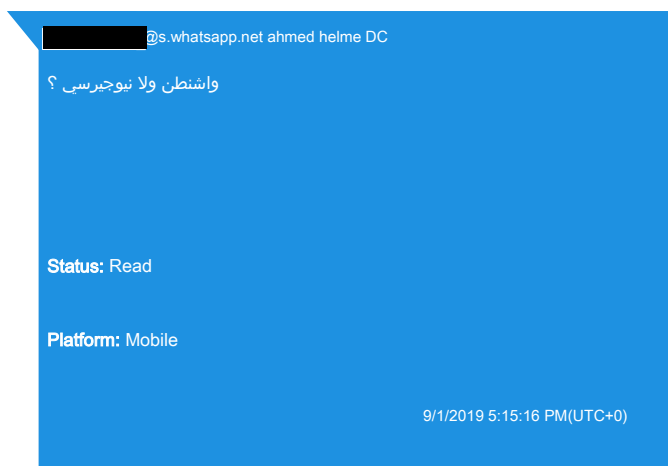 @s.whatsapp.net ahmed helme DC
واشنطن ولا نيوجيرسي ؟
Status: Read
Platform: Mobile
9/1/2019 5:15:16 PM(UTC+0)